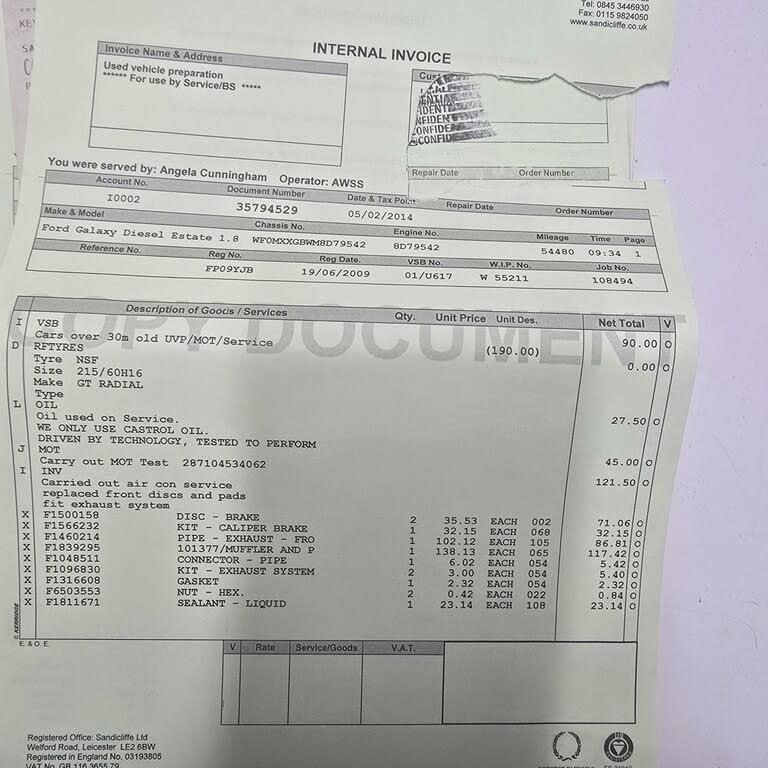 Tel: 0845 3446930
Fax: 0115 9824050
www.sandicliffe.co.uk
INTERNAL INVOICE
Invoice Name & Address
Used vehicle preparation
****** For use by Service/BS *****
CONFIDE
CONFID
Repair Date Order Number
You were served by: Angela Cunningham Operator: AWSS
Account No. Document Number Date & Tax Point Repair Date Order Number
I0002 35794529 05/02/2014
Make & Model Chassis No. Engine No. Mileage Time Page
Ford Galaxy Diesel Estate 1.8 WF0MXXGBWM8D79542 8D79542 54480 09:34 1
Reference No. Reg No. Reg Date. VSB No. W.I.P. No. Job No.
FP09YJB 19/06/2009 01/U617 W 55211 108494
COPY DOCUMENT
Description of Goods / Services Qty. Unit Price Unit Des. Net Total V
I VSB
Cars over 30m old UVP/MOT/Service (190.00) 90.00 O
D RFTYRES 0.00 O
Tyre NSF
Size 215/60H16
Make GT RADIAL
Type
L OIL
Oil used on Service. 27.50 O
WE ONLY USE CASTROL OIL.
DRIVEN BY TECHNOLOGY, TESTED TO PERFORM
J MOT
Carry out MOT Test 287104534062 45.00 O
I INV
Carried out air con service 121.50 O
replaced front discs and pads
fit exhaust system
X F1500158 DISC - BRAKE 2 35.53 EACH 002 71.06 O
X F1566232 KIT - CALIPER BRAKE 1 32.15 EACH 068 32.15 O
X F1460214 PIPE - EXHAUST - FRO 1 102.12 EACH 105 86.81 O
X F1839295 101377/MUFFLER AND P 1 138.13 EACH 065 117.42 O
X F1048511 CONNECTOR - PIPE 1 6.02 EACH 054 5.42 O
X F1096830 KIT - EXHAUST SYSTEM 2 3.00 EACH 054 5.40 O
X F1316608 GASKET 1 2.32 EACH 054 2.32 O
X F6503553 NUT - HEX. 2 0.42 EACH 022 0.84 O
X F1811671 SEALANT - LIQUID 1 23.14 EACH 108 23.14 O
© KERRIDGE
E. & O. E.
V Rate Service/Goods V.A.T.
Registered Office: Sandicliffe Ltd
Welford Road, Leicester LE2 6BW
Registered in England No. 03193805
VAT No. GB 116 3655 79